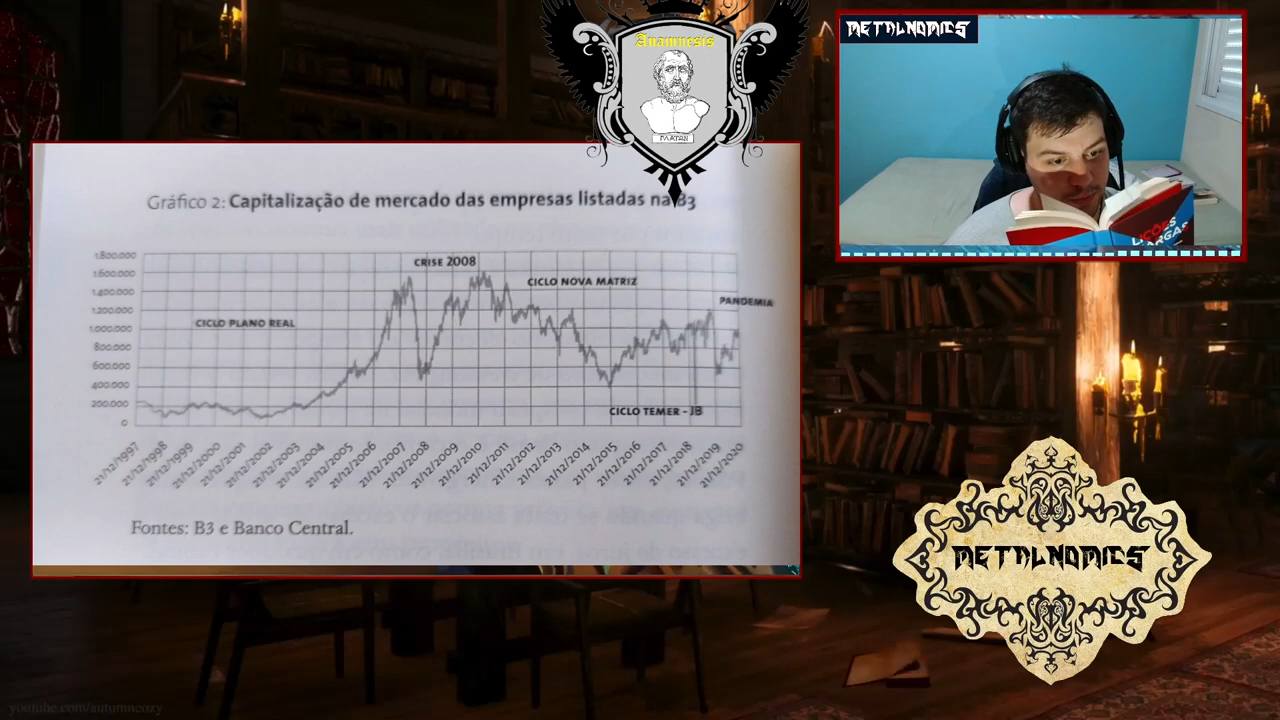 Anamnesis
METALNOMICS
Gráfico 2: Capitalização de mercado das empresas listadas na B3
1.800.000
1.600.000
1.400.000
1.200.000
1.000.000
800.000
600.000
400.000
200.000
0
CRISE 2008
CICLO NOVA MATRIZ
PANDEMIA
CICLO PLANO REAL
CICLO TEMER - JB
21/12/1997
21/12/1998
21/12/1999
21/12/2000
21/12/2001
21/12/2002
21/12/2003
21/12/2004
21/12/2005
21/12/2006
21/12/2007
21/12/2008
21/12/2009
21/12/2010
21/12/2011
21/12/2012
21/12/2013
21/12/2014
21/12/2015
21/12/2016
21/12/2017
21/12/2018
21/12/2019
21/12/2020
Fontes: B3 e Banco Central.
LIÇÕES
METALNOMICS
youtube.com/autumncozy